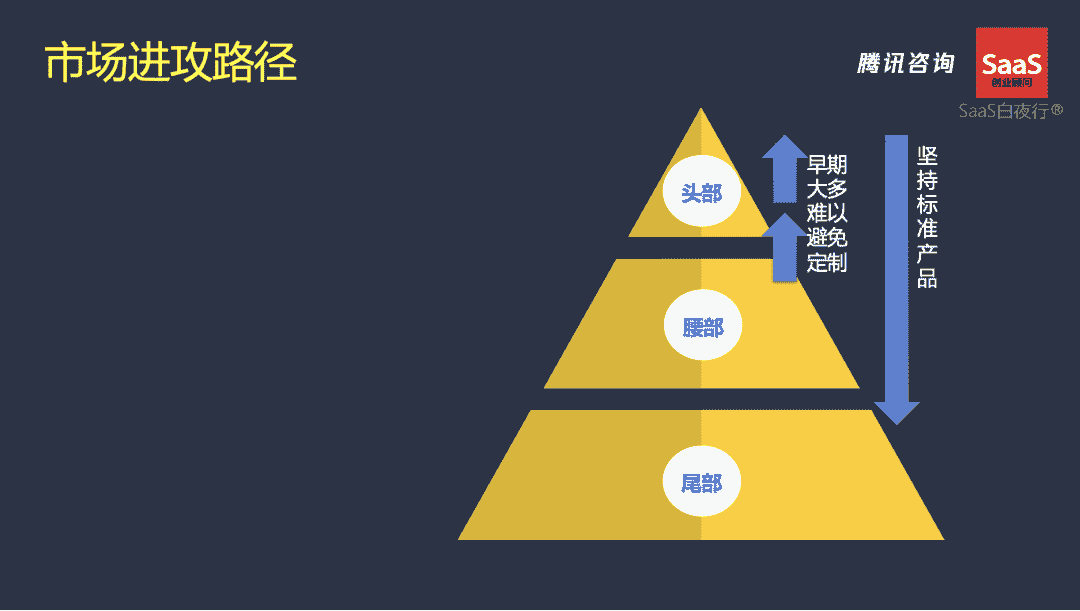 市场进攻路径
腾讯咨询
SaaS
创业顾问
SaaS白夜行®
头部
早期
大多
难以
避免
定制
坚持标准产品
腰部
尾部